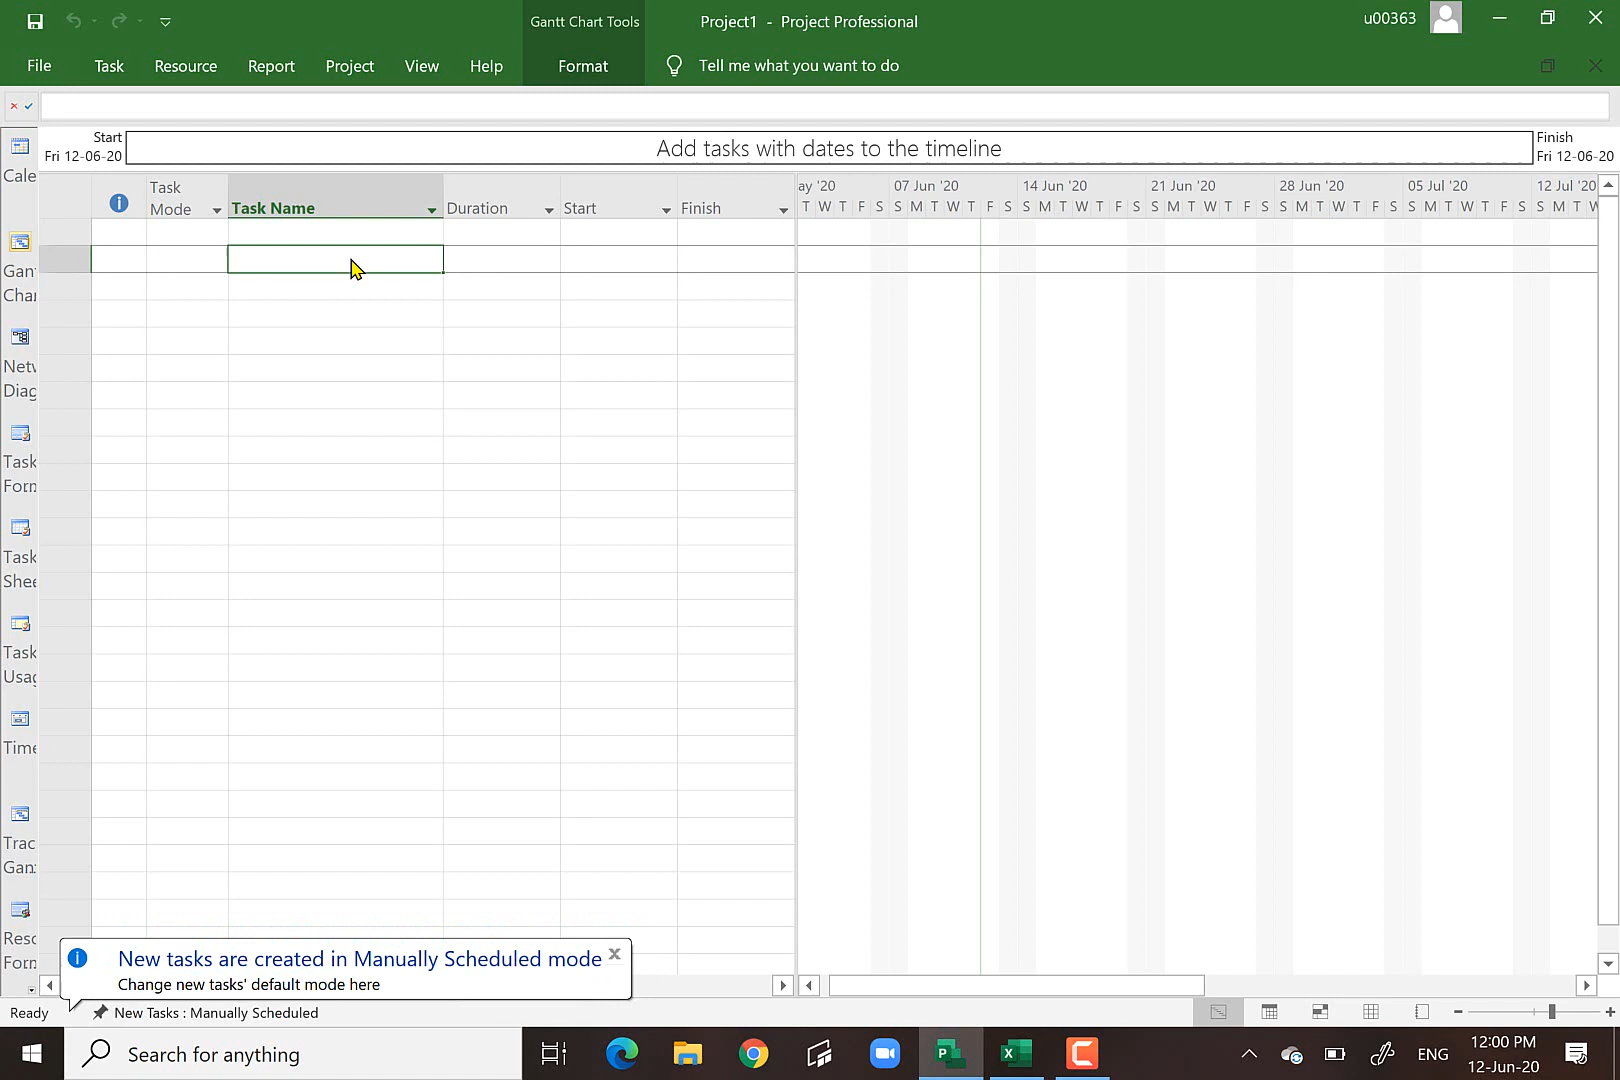 Gantt Chart Tools
Project1 - Project Professional
u00363
File Task Resource Report Project View Help Format Tell me what you want to do
Start
Fri 12-06-20
Add tasks with dates to the timeline
Finish
Fri 12-06-20
Task Mode
Task Name
Duration
Start
Finish
ay '20 07 Jun '20 14 Jun '20 21 Jun '20 28 Jun '20 05 Jul '20 12 Jul '20
T W T F S S M T W T F S S M T W T F S S M T W T F S S M T W T F S S M T W T F S S M T W
Cale
Gan
Char
Netw
Diag
Task
Form
Task
Shee
Task
Usag
Time
Trac
Gan
Reso
Form
New tasks are created in Manually Scheduled mode
Change new tasks' default mode here
Ready New Tasks : Manually Scheduled
Search for anything
ENG
12:00 PM
12-Jun-20